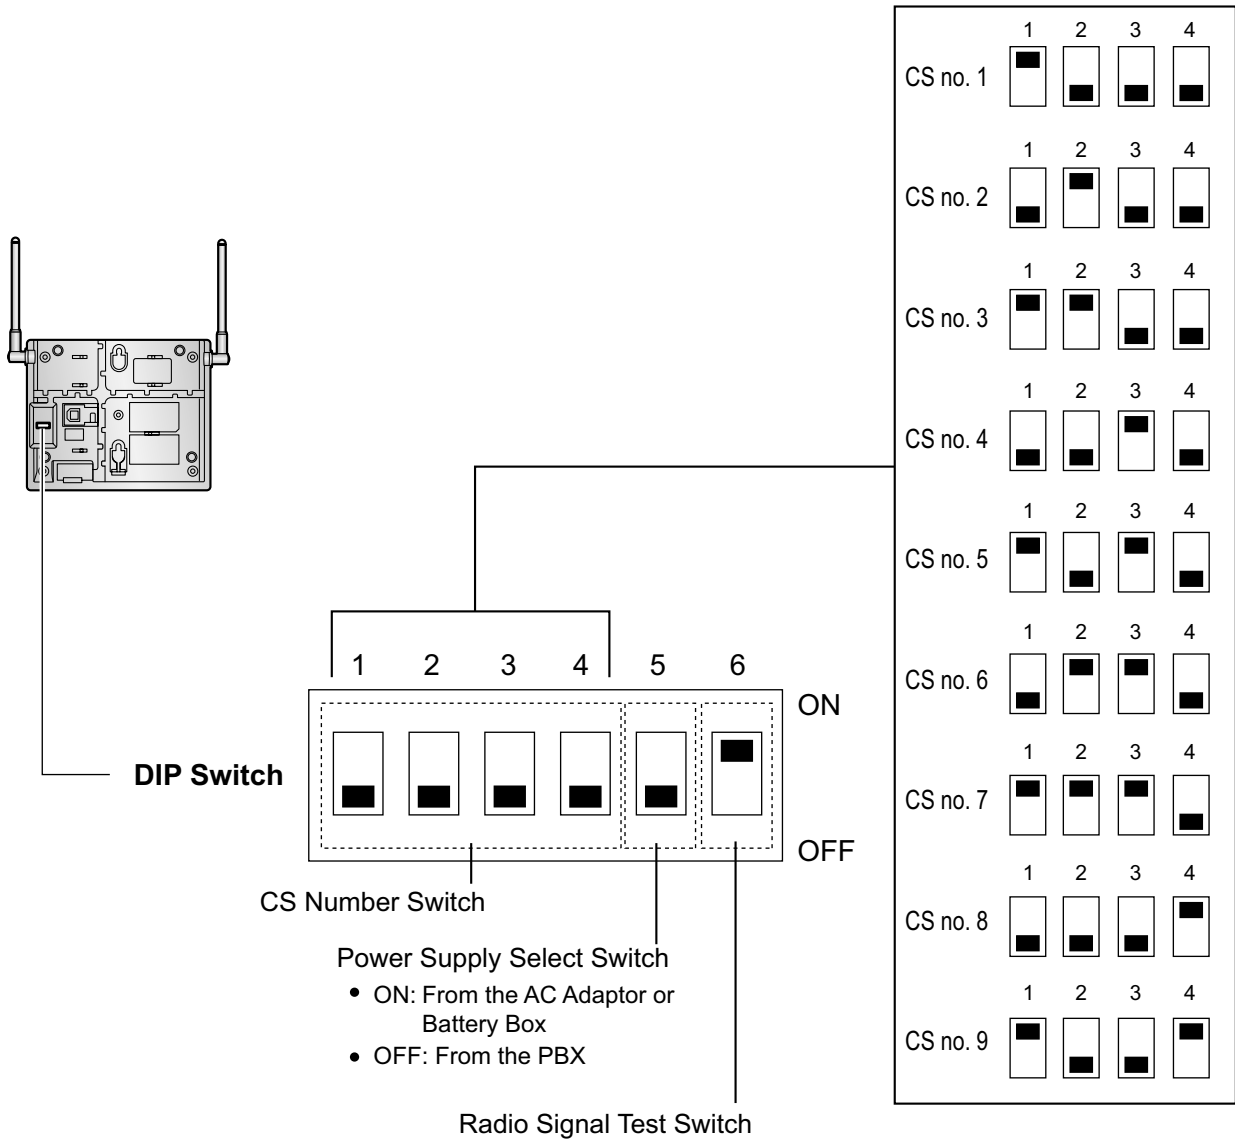 1 2 3 4
CS no. 1
1 2 3 4
CS no. 2
1 2 3 4
CS no. 3
1 2 3 4
CS no. 4
1 2 3 4
CS no. 5
1 2 3 4
CS no. 6
1 2 3 4
CS no. 7
1 2 3 4
CS no. 8
1 2 3 4
CS no. 9
1 2 3 4 5 6
ON
DIP Switch
OFF
CS Number Switch
Power Supply Select Switch
• ON: From the AC Adaptor or
Battery Box
• OFF: From the PBX
Radio Signal Test Switch